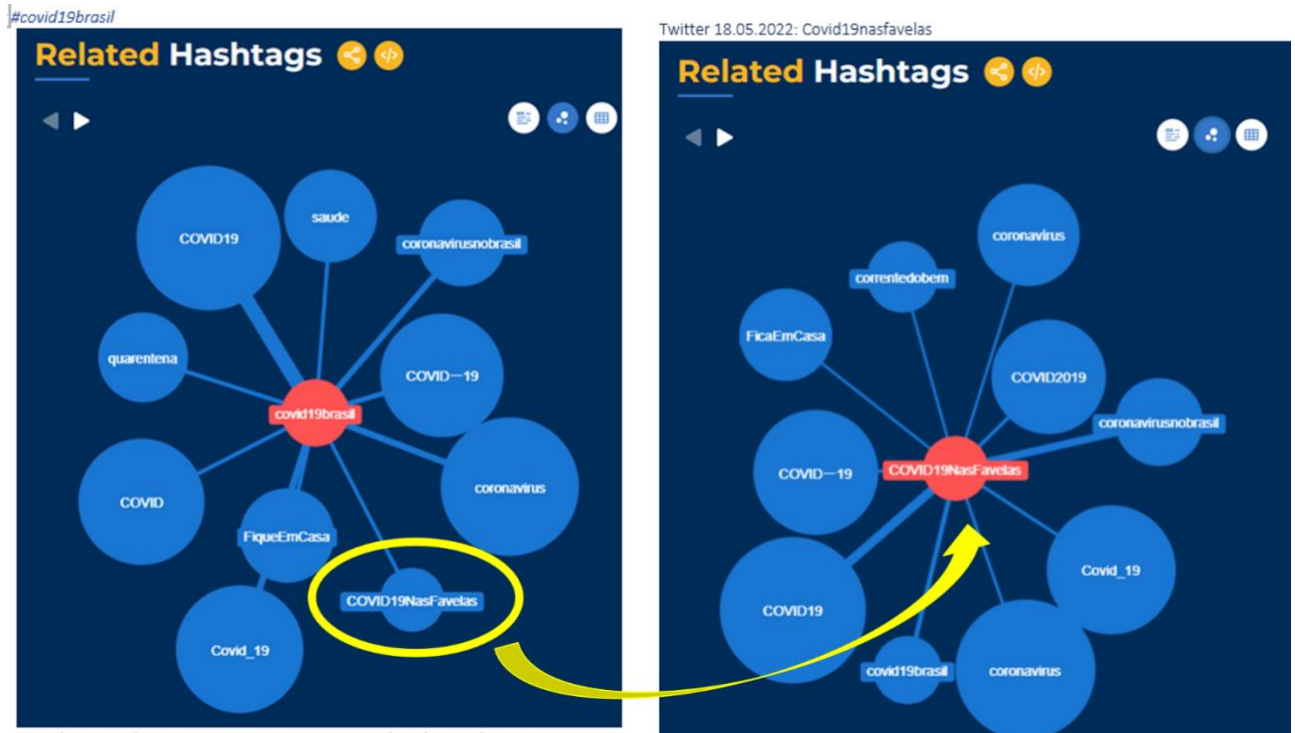 #covid19brasil
Related Hashtags
COVID19
saude
coronavirusnobrasil
quarentena
COVID—19
covid19brasil
COVID
coronavirus
FiqueEmCasa
COVID19NasFavelas
Covid_19
Twitter 18.05.2022: Covid19nasfavelas
Related Hashtags
coronavírus
correntedobem
FicaEmCasa
COVID2019
coronavirusnobrasil
COVID—19
COVID19NasFavelas
Covid_19
COVID19
covid19brasil
coronavirus